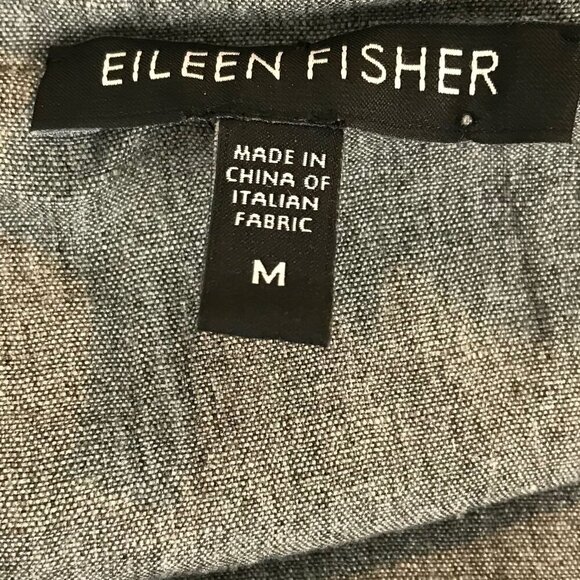 EILEEN FISHER
MADE IN
CHINA OF
ITALIAN
FABRIC
M